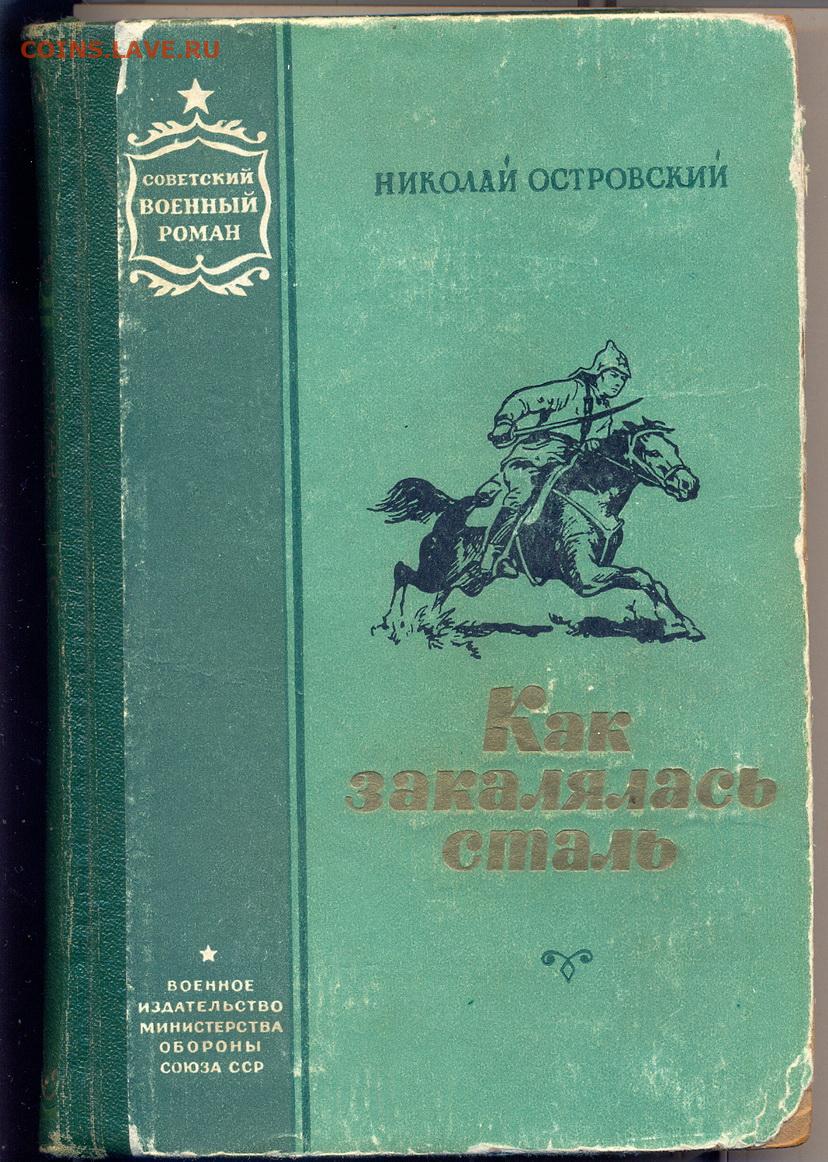 COINS.LAVE.RU
СОВЕТСКИЙ
ВОЕННЫЙ
РОМАН
НИКОЛАЙ ОСТРОВСКИЙ
Как
закалялась
сталь
ВОЕННОЕ
ИЗДАТЕЛЬСТВО
МИНИСТЕРСТВА
ОБОРОНЫ
СОЮЗА ССР